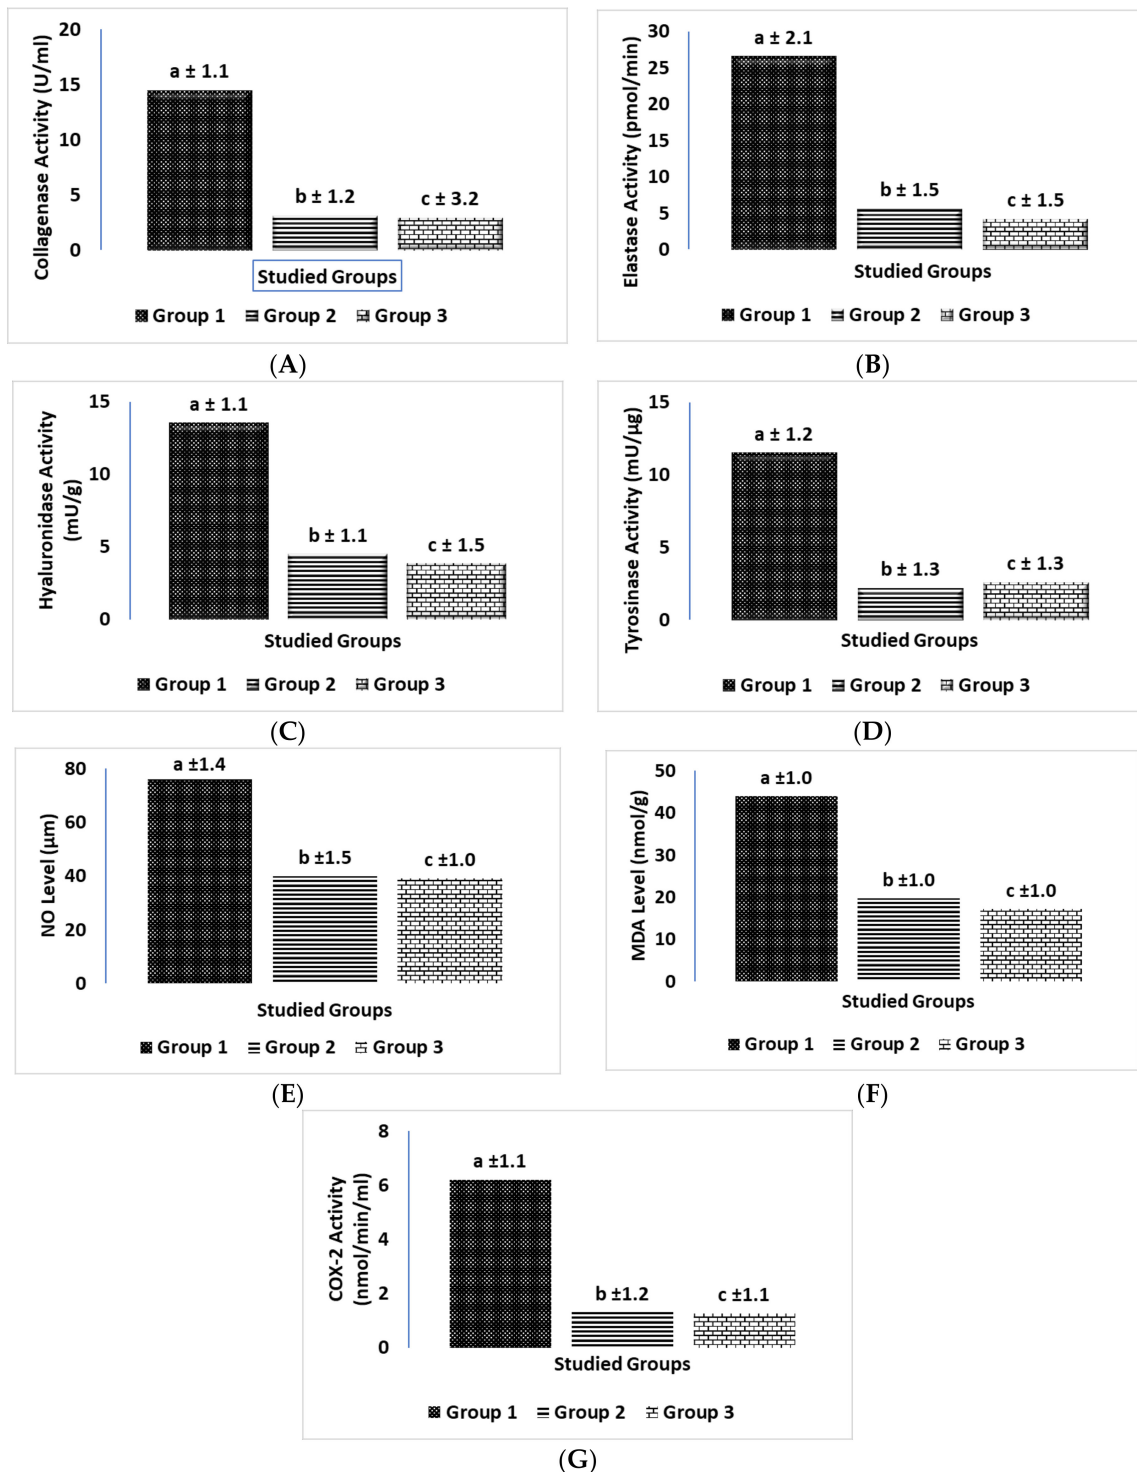 20
15
10
5
0
Collagenase Activity (U/ml)
a ± 1.1
b ± 1.2
c ± 3.2
Studied Groups
Group 1 Group 2 Group 3
(A)
30
25
20
15
10
5
0
Elastase Activity (pmol/min)
a ± 2.1
b ± 1.5
c ± 1.5
Studied Groups
Group 1 Group 2 Group 3
(B)
15
10
5
0
Hyaluronidase Activity
(mU/g)
a ± 1.1
b ± 1.1
c ± 1.5
Studied Groups
Group 1 Group 2 Group 3
(C)
15
10
5
0
Tyrosinase Activity (mU/μg)
a ± 1.2
b ± 1.3
c ± 1.3
Studied Groups
Group 1 Group 2 Group 3
(D)
80
60
40
20
0
NO Level (μm)
a ±1.4
b ±1.5
c ±1.0
Studied Groups
Group 1 Group 2 Group 3
(E)
50
40
30
20
10
0
MDA Level (nmol/g)
a ±1.0
b ±1.0
c ±1.0
Studied Groups
Group 1 Group 2 Group 3
(F)
8
6
4
2
0
COX-2 Activity
(nmol/min/ml)
a ±1.1
b ±1.2
c ±1.1
Studied Groups
Group 1 Group 2 Group 3
(G)